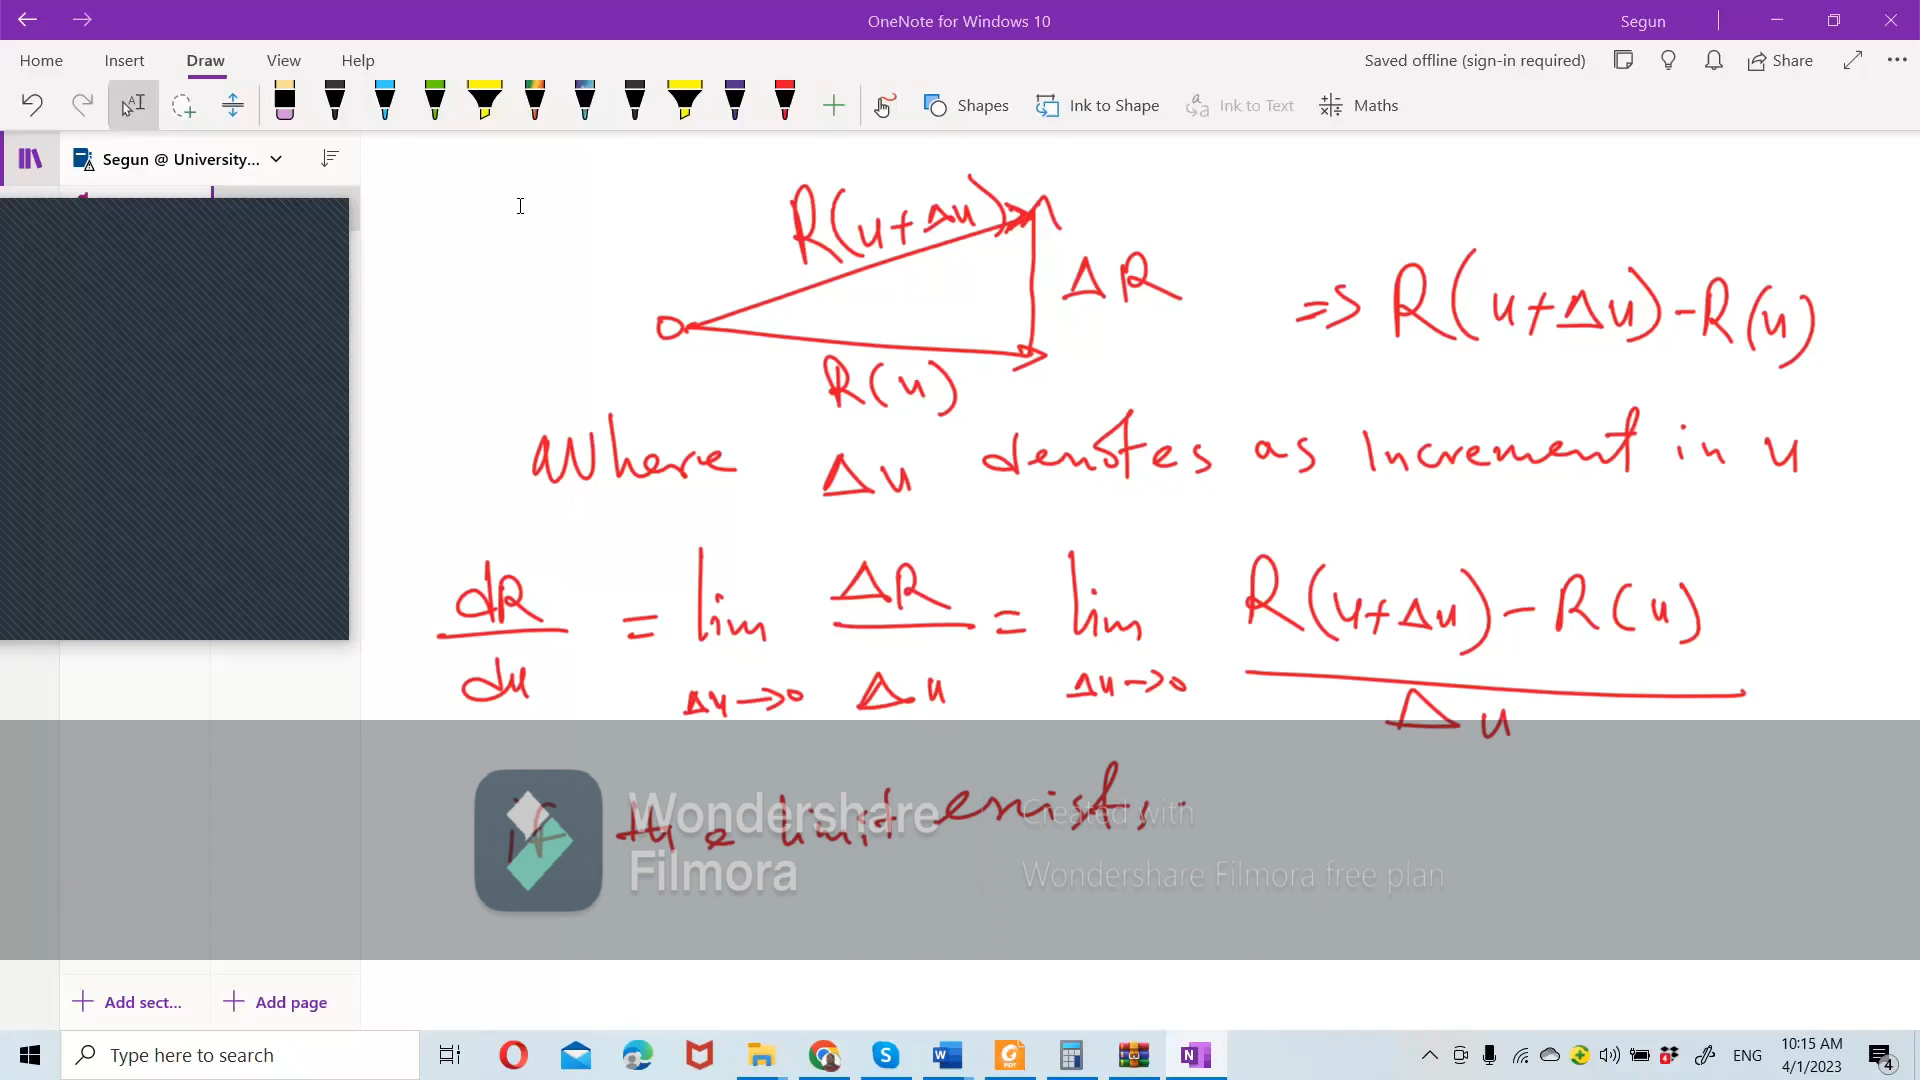 OneNote for Windows 10
Segun
Home Insert Draw View Help
Saved offline (sign-in required)
Share
Shapes
Ink to Shape
Ink to Text
Maths
Segun @ University...
R(u+Δu)
ΔR
=> R(u+Δu)-R(u)
O
R(u)
Where Δu denotes as Increment in u
dR/du = lim Δu->0 ΔR/Δu = lim Δu->0 R(u+Δu)-R(u)/Δu
if the limit exists.
Wondershare
Filmora
Created with
Wondershare Filmora free plan
Add sect...
Add page
Type here to search
ENG
10:15 AM
4/1/2023
4